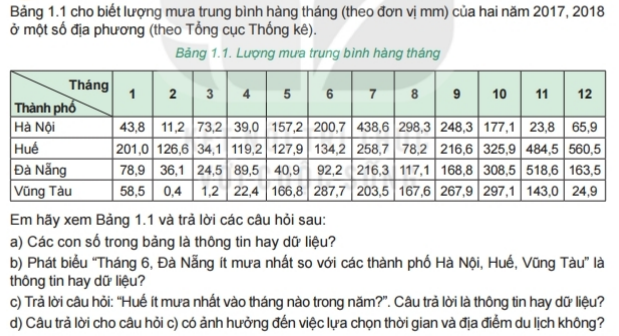 Bảng 1.1 cho biết lượng mưa trung bình hàng tháng (theo đơn vị mm) của hai năm 2017, 2018
ở một số địa phương (theo Tổng cục Thống kê).
Bảng 1.1. Lượng mưa trung bình hàng tháng
Tháng
Thành phố 1 2 3 4 5 6 7 8 9 10 11 12
Hà Nội 43,8 11,2 73,2 39,0 157,2 200,7 438,6 298,3 248,3 177,1 23,8 65,9
Huế 201,0 126,6 34,1 119,2 127,9 134,2 258,7 78,2 216,6 325,9 484,5 560,5
Đà Nẵng 78,9 36,1 24,5 89,5 40,9 92,2 216,3 117,1 168,8 308,5 518,6 163,5
Vũng Tàu 58,5 0,4 1,2 22,4 166,8 287,7 203,5 167,6 267,9 297,1 143,0 24,9
Em hãy xem Bảng 1.1 và trả lời các câu hỏi sau:
a) Các con số trong bảng là thông tin hay dữ liệu?
b) Phát biểu “Tháng 6, Đà Nẵng ít mưa nhất so với các thành phố Hà Nội, Huế, Vũng Tàu” là
thông tin hay dữ liệu?
c) Trả lời câu hỏi: “Huế ít mưa nhất vào tháng nào trong năm?”. Câu trả lời là thông tin hay dữ liệu?
d) Câu trả lời cho câu hỏi c) có ảnh hưởng đến việc lựa chọn thời gian và địa điểm du lịch không?